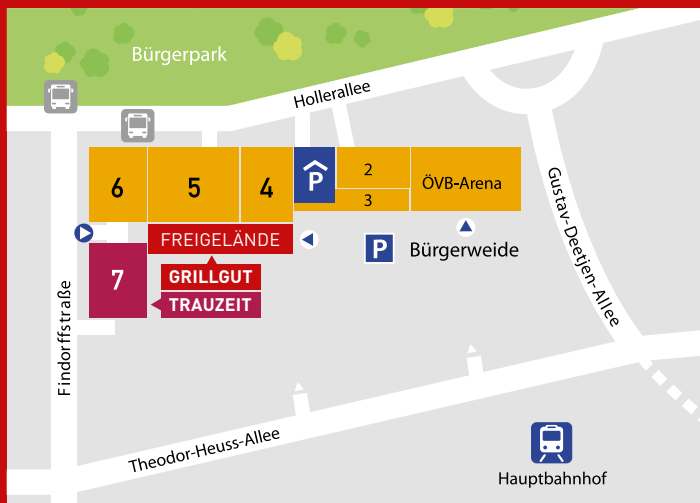 Bürgerpark
Hollerallee
6
5
4
P
2
3
ÖVB-Arena
Gustav-Deetjen-Allee
FREIGELÄNDE
P
Bürgerweide
7
GRILLGUT
TRAUZEIT
Findorffstraße
Theodor-Heuss-Allee
Hauptbahnhof